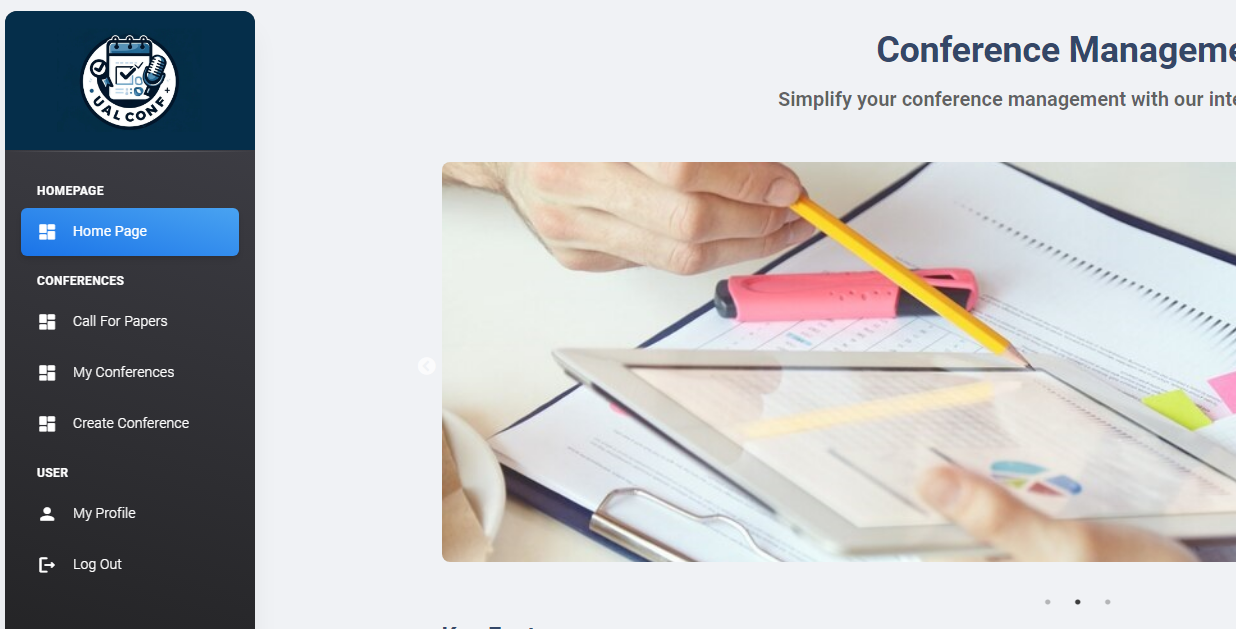 UAL CONF
HOMEPAGE
Home Page
CONFERENCES
Call For Papers
My Conferences
Create Conference
USER
My Profile
Log Out
Conference Manageme
Simplify your conference management with our inte